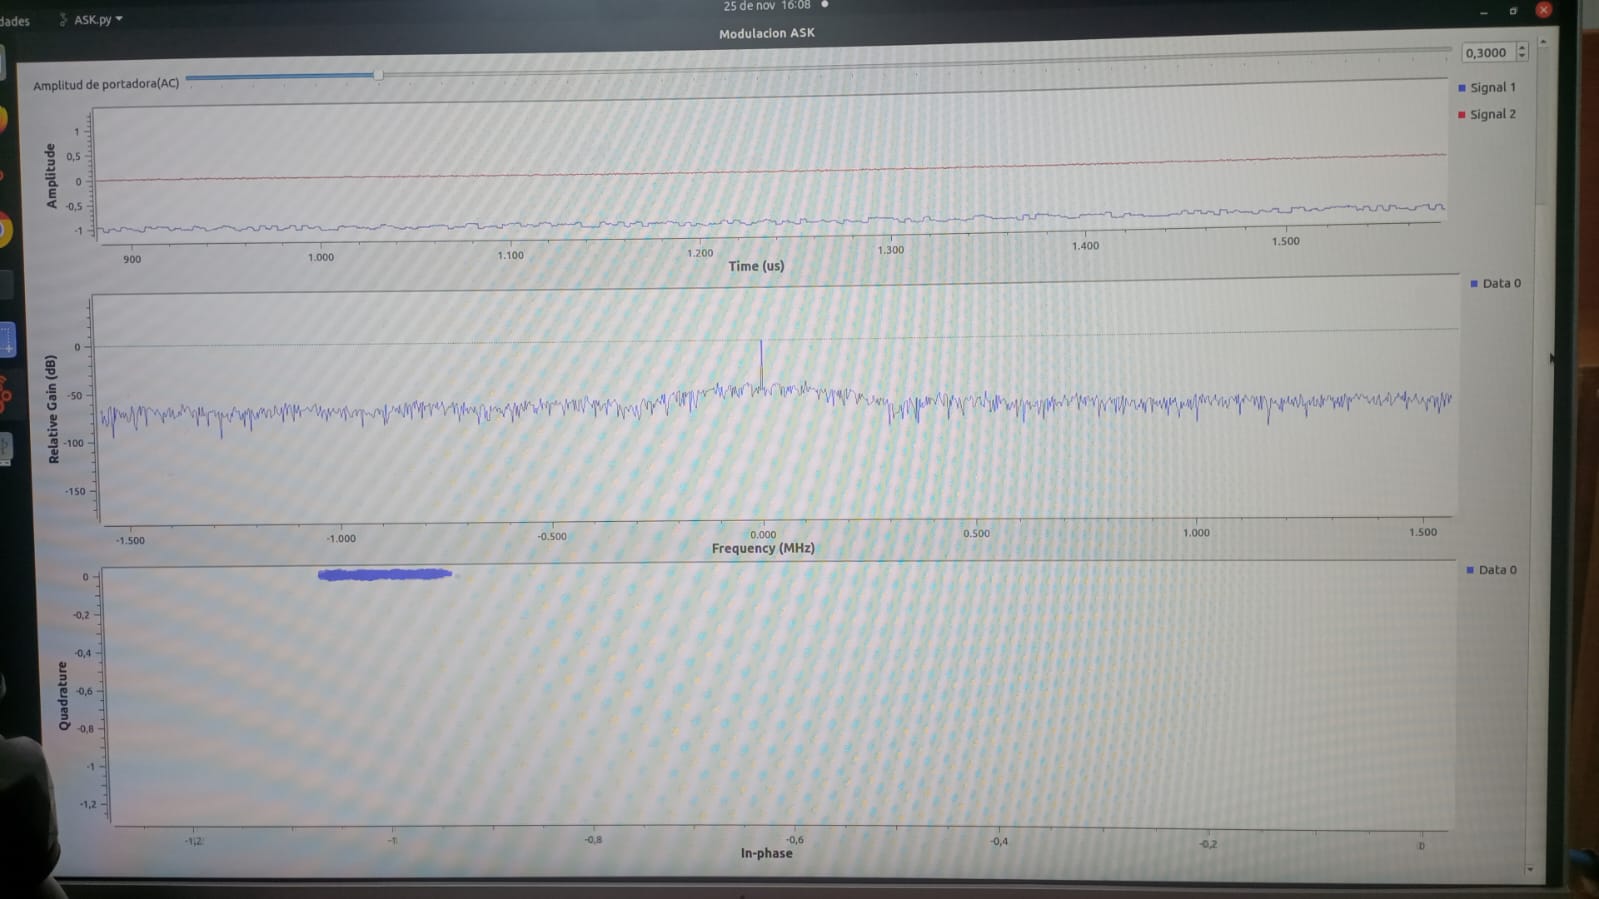 dades
ASK.py
25 de nov 16:08
Modulacion ASK
Amplitud de portadora(AC)
0,3000
Signal 1
Signal 2
Amplitude
1
0,5
0
-0,5
-1
900
1.000
1.100
1.200
1.300
1.400
1.500
Time (us)
Data 0
Relative Gain (dB)
0
-50
-100
-150
-1.500
-1.000
-0.500
0.000
0.500
1.000
1.500
Frequency (MHz)
Data 0
Quadrature
0
-0,2
-0,4
-0,6
-0,8
-1
-1,2
-1,2
-1
-0,8
-0,6
-0,4
-0,2
0
In-phase